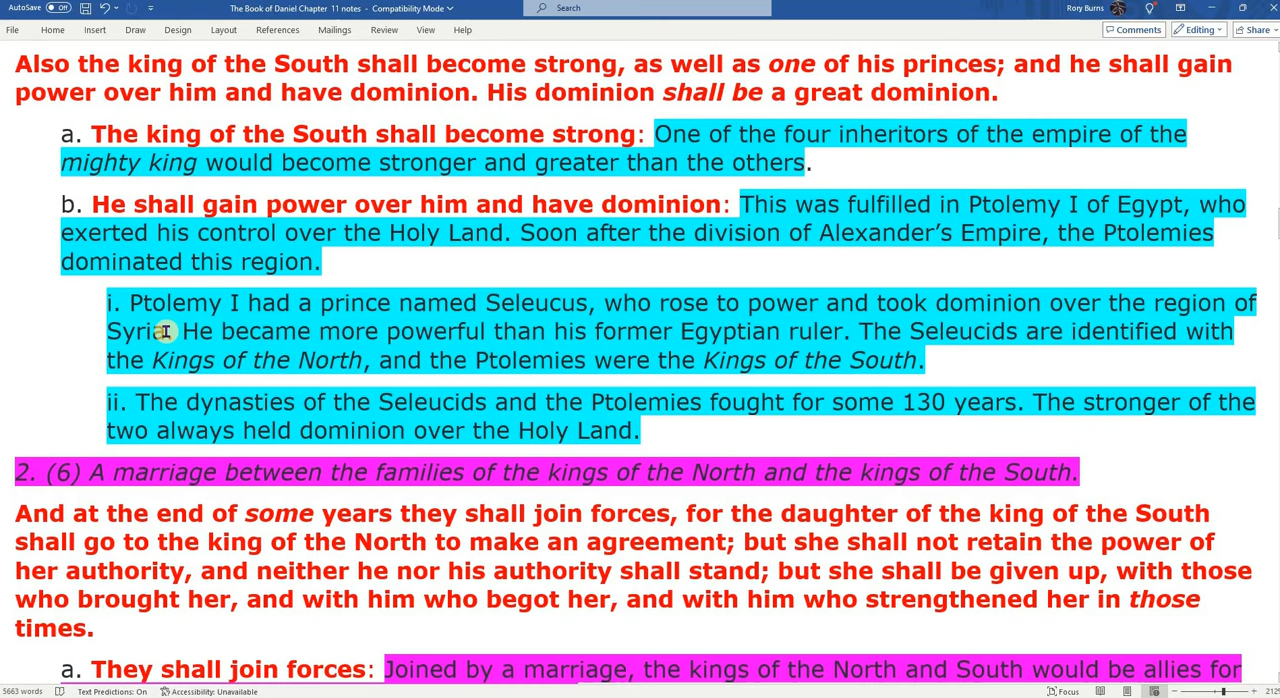 AutoSave Off The Book of Daniel Chapter 11 notes - Compatibility Mode Search Rory Burns
File Home Insert Draw Design Layout References Mailings Review View Help Comments Editing Share
Also the king of the South shall become strong, as well as one of his princes; and he shall gain
power over him and have dominion. His dominion shall be a great dominion.
a. The king of the South shall become strong: One of the four inheritors of the empire of the
mighty king would become stronger and greater than the others.
b. He shall gain power over him and have dominion: This was fulfilled in Ptolemy I of Egypt, who
exerted his control over the Holy Land. Soon after the division of Alexander's Empire, the Ptolemies
dominated this region.
i. Ptolemy I had a prince named Seleucus, who rose to power and took dominion over the region of
Syria. He became more powerful than his former Egyptian ruler. The Seleucids are identified with
the Kings of the North, and the Ptolemies were the Kings of the South.
ii. The dynasties of the Seleucids and the Ptolemies fought for some 130 years. The stronger of the
two always held dominion over the Holy Land.
2. (6) A marriage between the families of the kings of the North and the kings of the South.
And at the end of some years they shall join forces, for the daughter of the king of the South
shall go to the king of the North to make an agreement; but she shall not retain the power of
her authority, and neither he nor his authority shall stand; but she shall be given up, with those
who brought her, and with him who begot her, and with him who strengthened her in those
times.
a. They shall join forces: Joined by a marriage, the kings of the North and South would be allies for
5663 words Text Predictions: On Accessibility: Unavailable Focus